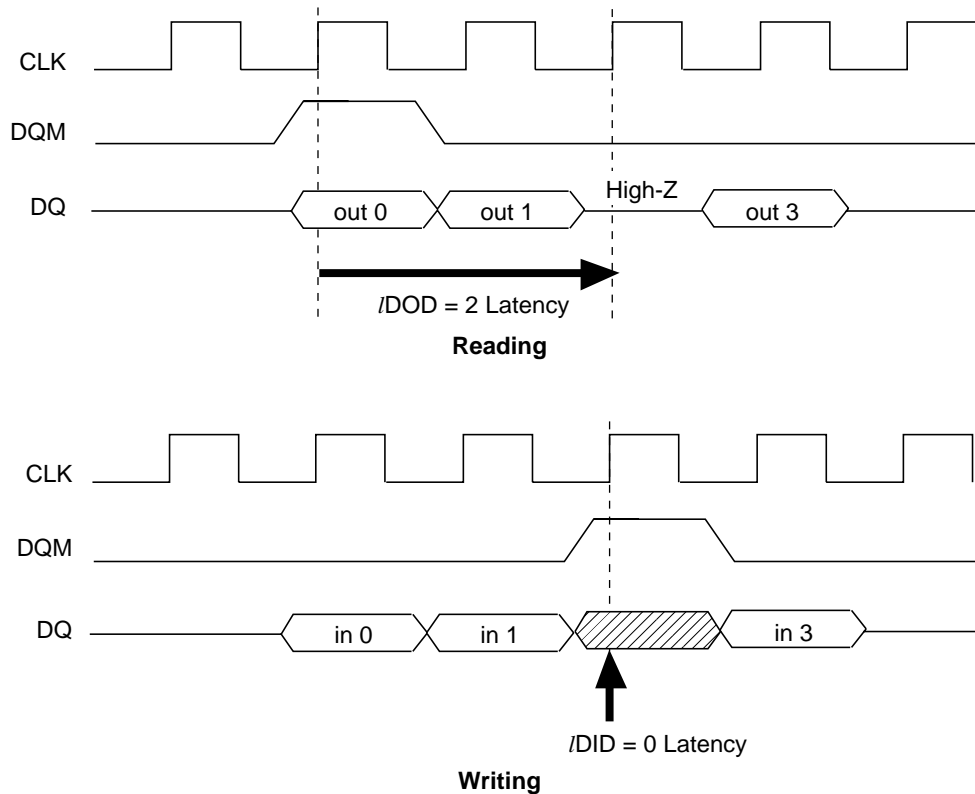 CLK
DQM
High-Z
DQ out 0 out 1 out 3
lDOD = 2 Latency
Reading
CLK
DQM
DQ in 0 in 1 in 3
lDID = 0 Latency
Writing